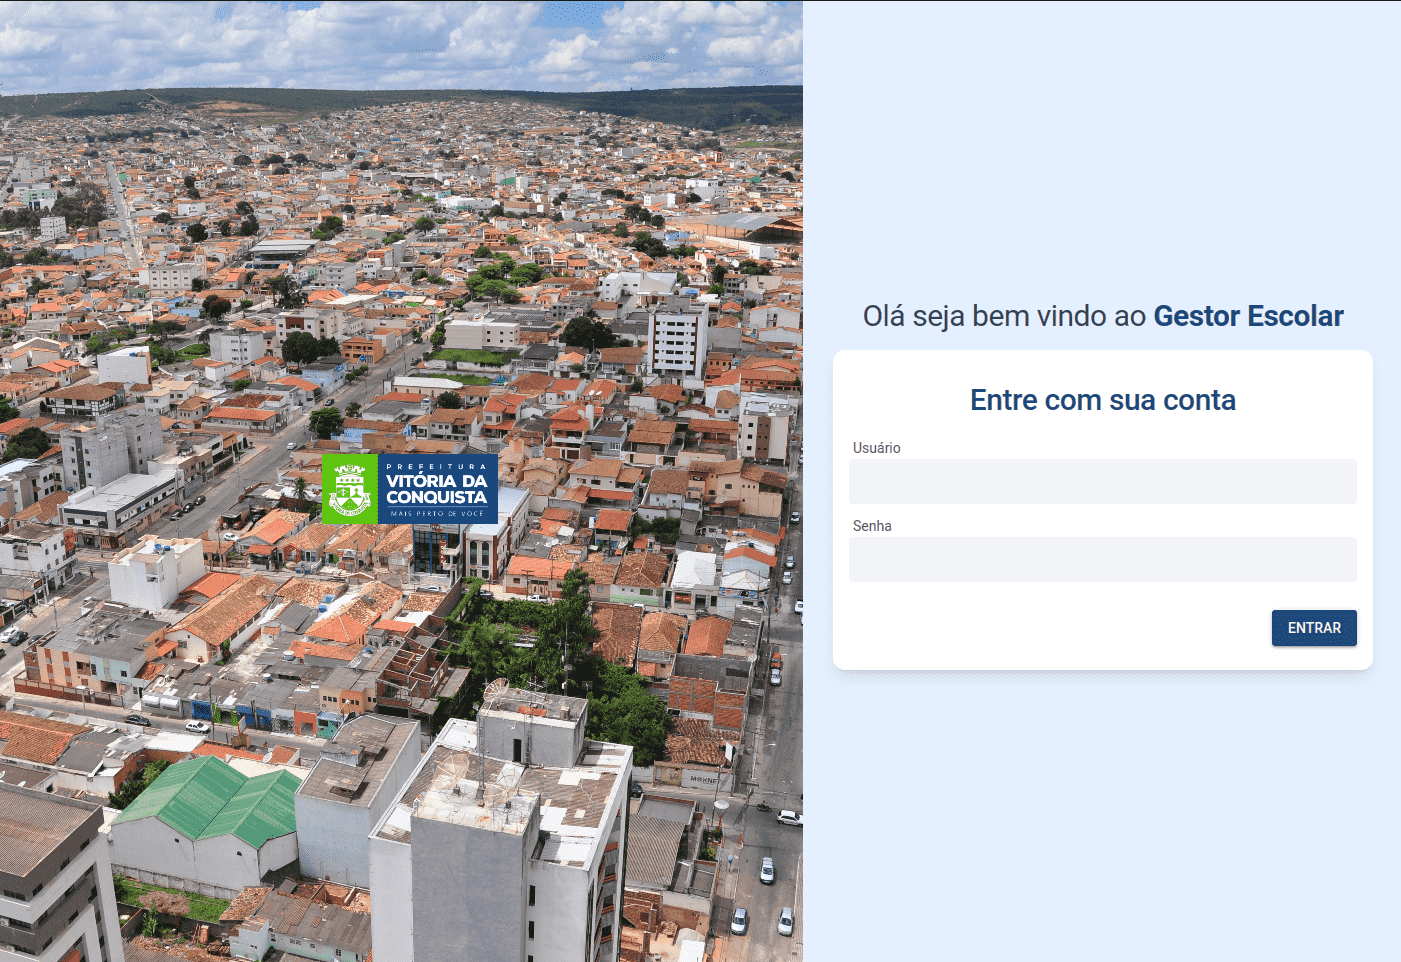 PREFEITURA
VITÓRIA DA
CONQUISTA
MAIS PERTO DE VOCÊ
Olá seja bem vindo ao Gestor Escolar
Entre com sua conta
Usuário
Senha
ENTRAR